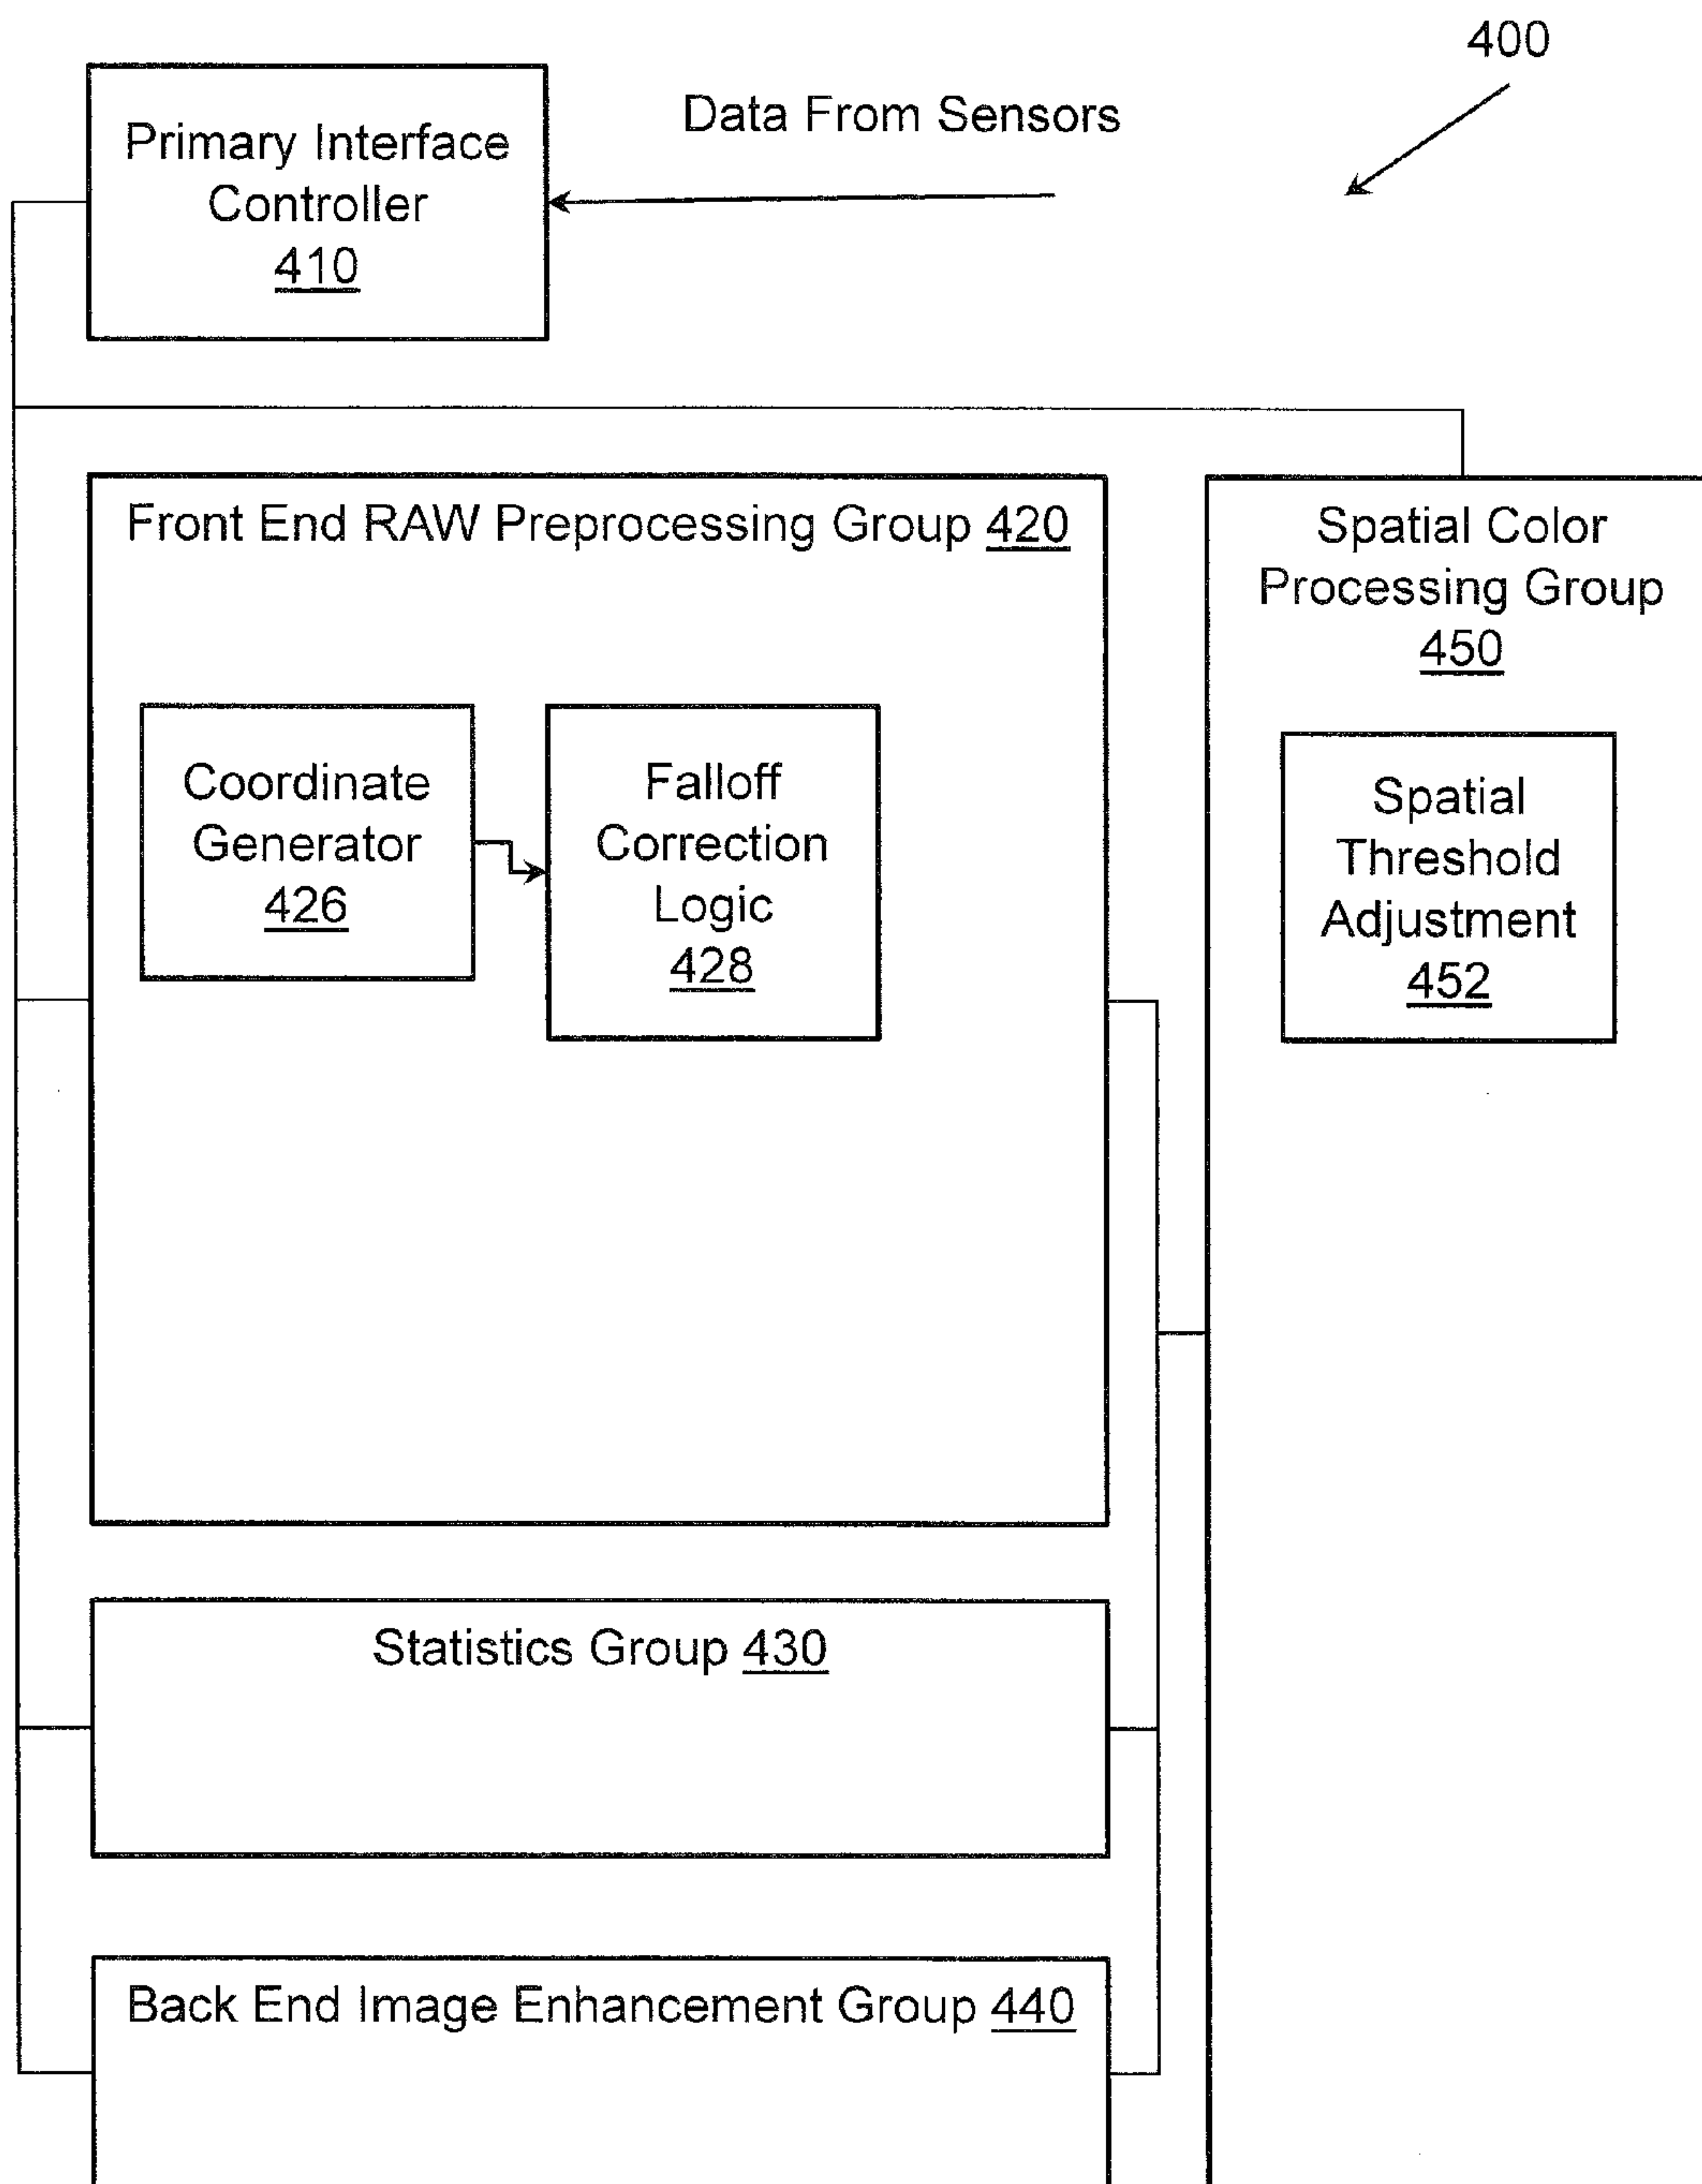 400
Data From Sensors
Primary Interface
Controller
410
Front End RAW Preprocessing Group 420
Coordinate
Generator
426
Falloff
Correction
Logic
428
Spatial Color
Processing Group
450
Spatial
Threshold
Adjustment
452
Statistics Group 430
Back End Image Enhancement Group 440